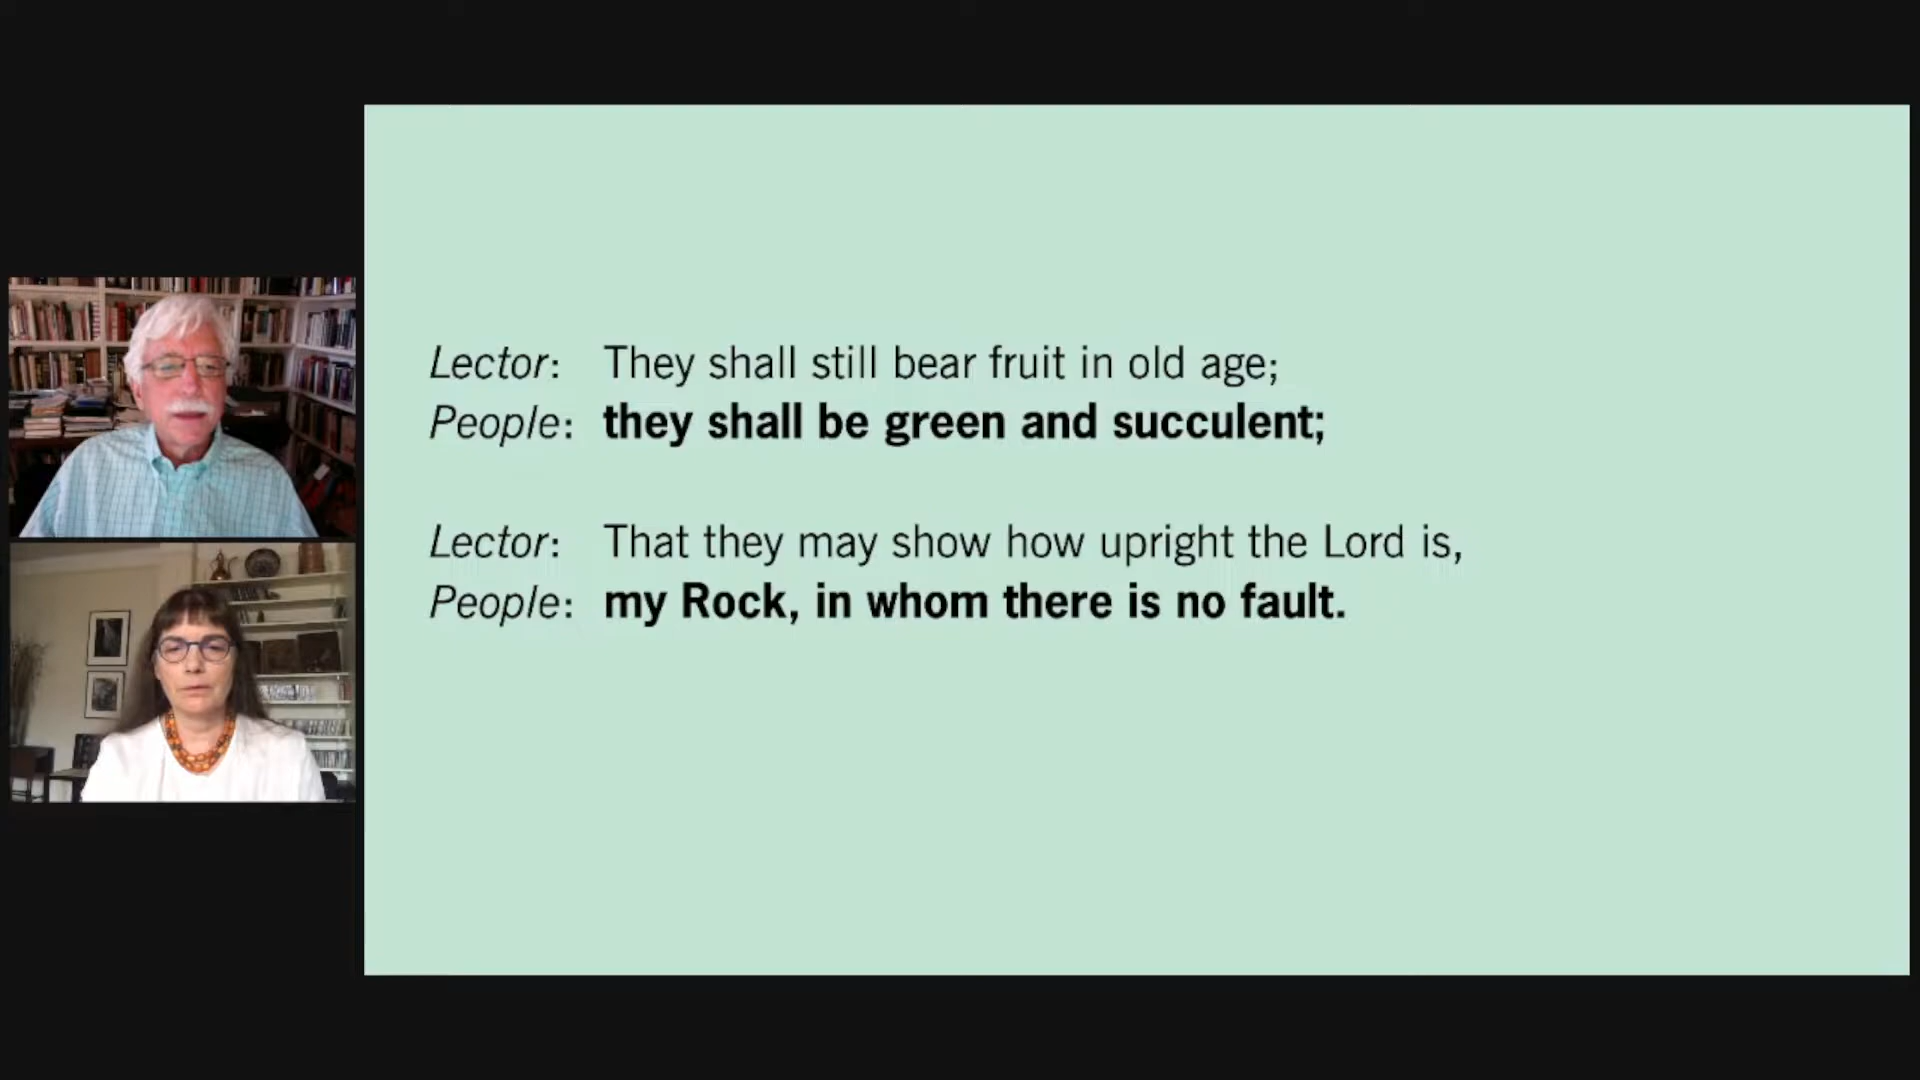 Lector: They shall still bear fruit in old age;
People: they shall be green and succulent;
Lector: That they may show how upright the Lord is,
People: my Rock, in whom there is no fault.